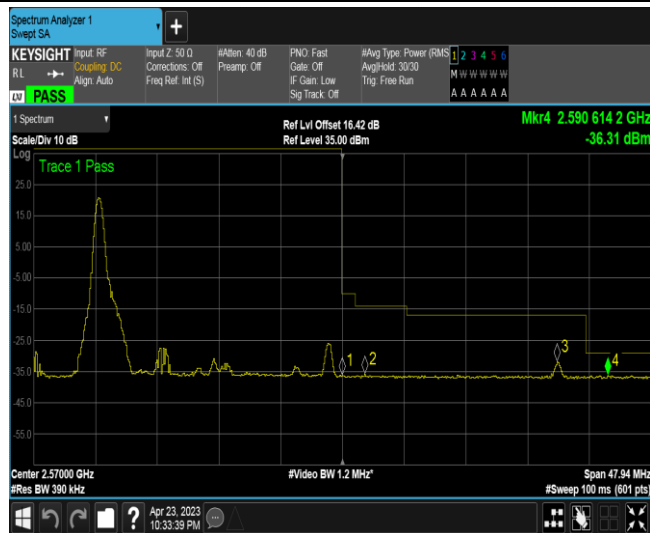 Spectrum Analyzer 1
Swept SA
+
KEYSIGHT
RL
LXI PASS
Input: RF
Coupling: DC
Align: Auto
Input Z: 50 Ω
Corrections: Off
Freq Ref: Int (S)
#Atten: 40 dB
Preamp: Off
PNO: Fast
Gate: Off
IF Gain: Low
Sig Track: Off
#Avg Type: Power (RMS
Avg|Hold: 30/30
Trig: Free Run
1 2 3 4 5 6
M W W W W W
A A A A A A
1 Spectrum
Scale/Div 10 dB
Ref Lvl Offset 16.42 dB
Ref Level 35.00 dBm
Mkr4 2.590 614 2 GHz
-36.31 dBm
Log
Trace 1 Pass
25.0
15.0
5.00
-5.00
-15.0
-25.0
-35.0
-45.0
-55.0
1
2
3
4
Center 2.57000 GHz
#Res BW 390 kHz
#Video BW 1.2 MHz*
Span 47.94 MHz
#Sweep 100 ms (601 pts)
?
Apr 23, 2023
10:33:39 PM